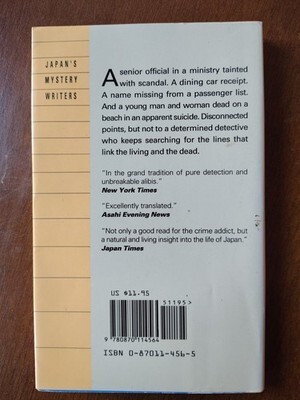 JAPAN'S
MYSTERY
WRITERS
A senior official in a ministry tainted
with scandal. A dining car receipt.
A name missing from a passenger list.
And a young man and woman dead on a
beach in an apparent suicide. Disconnected
points, but not to a determined detective
who keeps searching for the lines that
link the living and the dead.
"In the grand tradition of pure detection and
unbreakable alibis."
New York Times
"Excellently translated."
Asahi Evening News
"Not only a good read for the crime addict, but
a natural and living insight into the life of Japan."
Japan Times
US $11.95
51195>
9 780870 114564
ISBN 0-87011-456-5